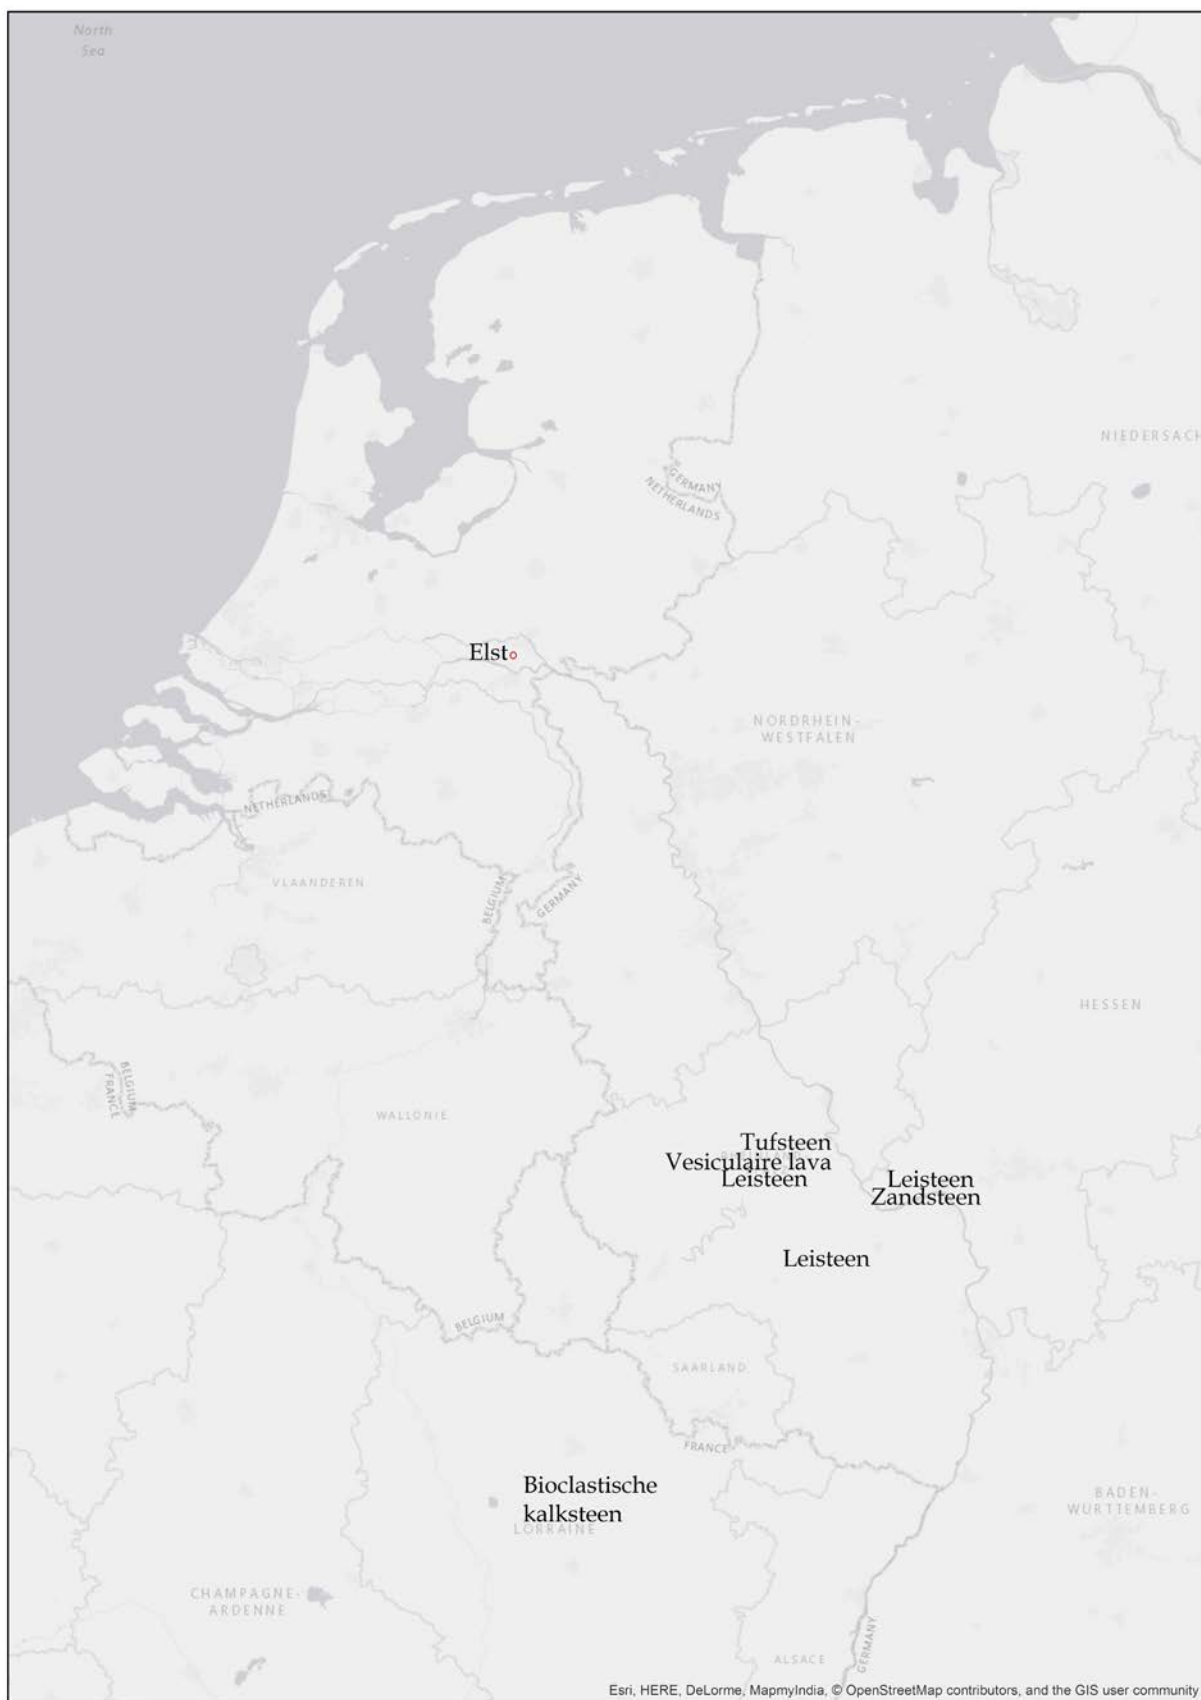 North
Sea
NIEDERSACH
GERMANY
NETHERLANDS
Elst
NORDRHEIN-
WESTFALEN
NETHERLANDS
VLAANDEREN
BELGIUM
GERMANY
HESSEN
BELGIUM
FRANCE
WALLONIE
Tufsteen
Vesiculaire lava
Leisteen
Leisteen
Zandsteen
Leisteen
BELGIUM
SAARLAND
FRANCE
Bioclastische
kalksteen
LORRAINE
BADEN-
WÜRTTEMBERG
CHAMPAGNE-
ARDENNE
GERMANY
ALSACE
Esri, HERE, DeLorme, MapmyIndia, © OpenStreetMap contributors, and the GIS user community